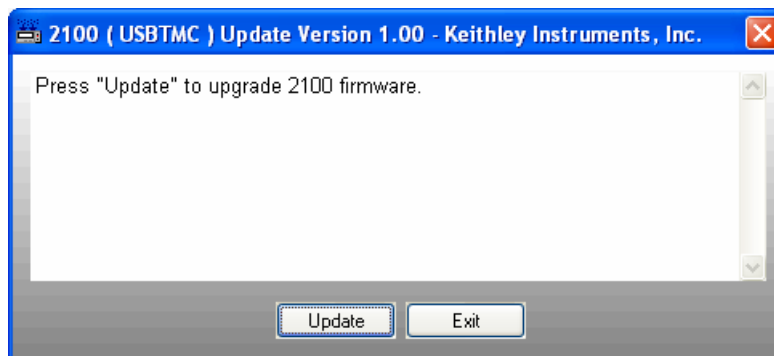 2100 ( USBTMC ) Update Version 1.00 - Keithley Instruments, Inc.
Press "Update" to upgrade 2100 firmware.
Update
Exit